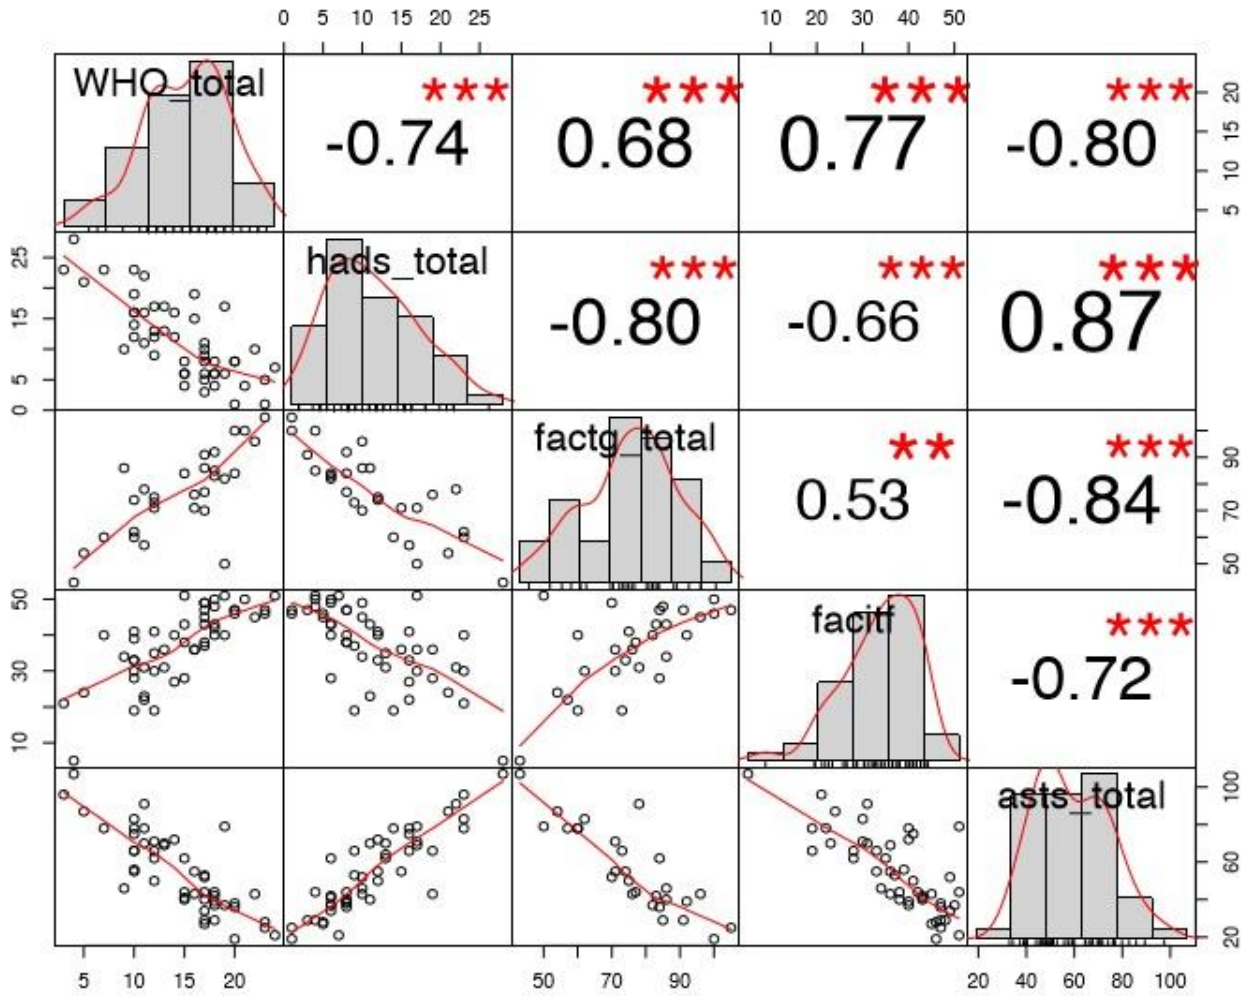 0 5 10 15 20 25 10 20 30 40 50
WHO_total *** -0.74 *** 0.68 *** 0.77 *** -0.80 5 10 15 20
0 5 15 25 hads_total *** -0.80 *** -0.66 *** 0.87
factg_total ** 0.53 *** -0.84 50 70 90
10 30 50 facitf *** -0.72
asts_total 20 60 100
5 10 15 20 50 70 90 20 40 60 80 100